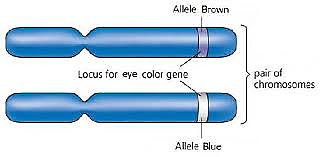 Allele Brown
Locus for eye color gene
pair of
chromosomes
Allele Blue